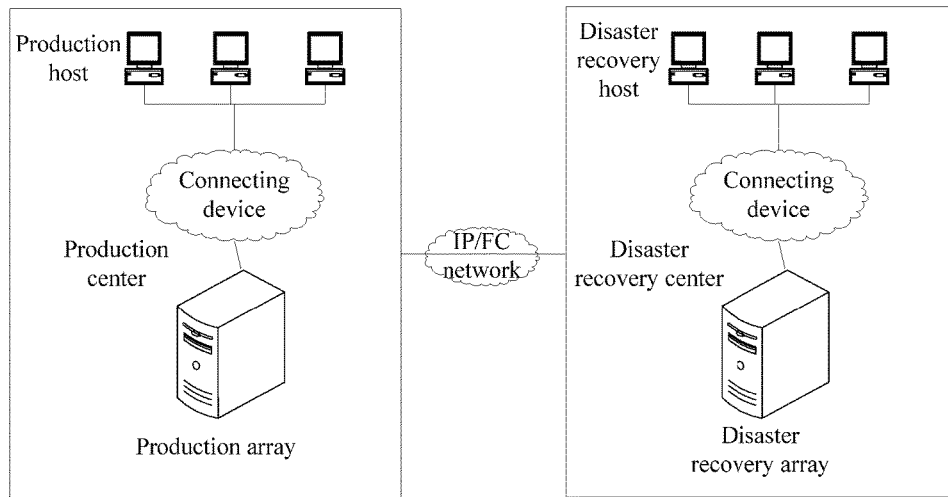 Production
host
Connecting
device
Production
center
Production array
IP/FC
network
Disaster
recovery
host
Connecting
device
Disaster
recovery center
Disaster
recovery array